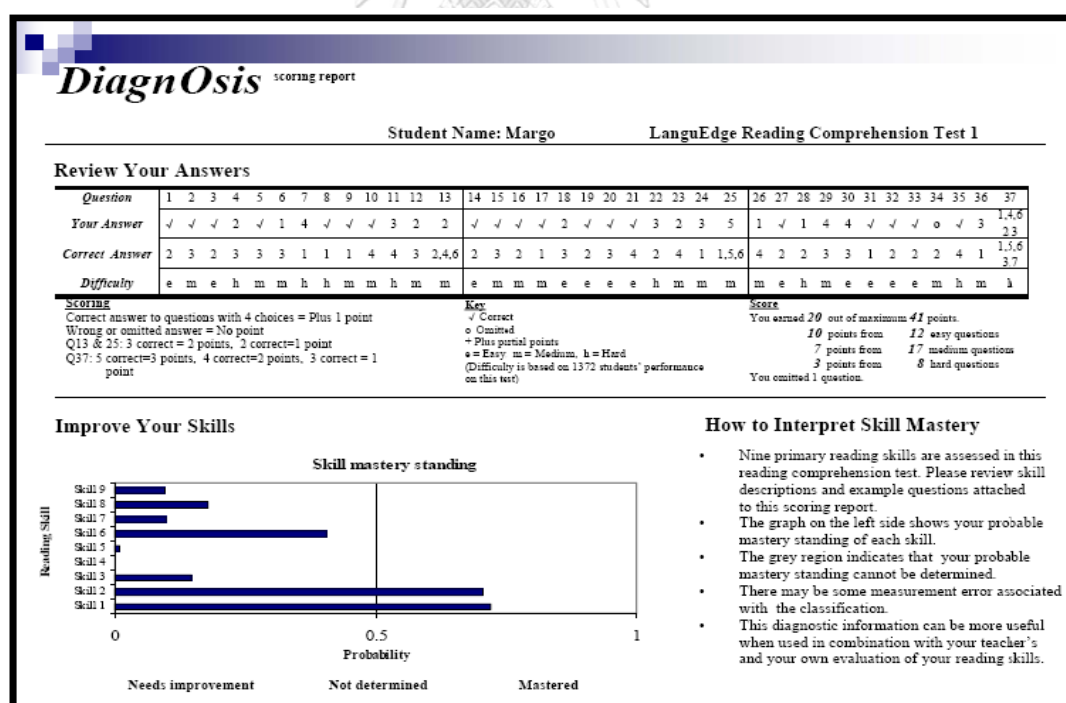 DiagnOsis scoring report
Student Name: Margo LanguEdge Reading Comprehension Test 1
Review Your Answers
Question 1 2 3 4 5 6 7 8 9 10 11 12 13 14 15 16 17 18 19 20 21 22 23 24 25 26 27 28 29 30 31 32 33 34 35 36 37
Your Answer √ √ √ 2 √ 1 4 √ √ √ 3 2 2 √ √ √ √ 2 √ √ √ 3 2 3 5 1 √ 1 4 4 √ √ √ o √ 3 1,4,6
2 3
Correct Answer 2 3 2 3 3 3 1 1 1 4 4 3 2,4,6 2 3 2 1 3 2 3 4 2 4 1 1,5,6 4 2 2 3 3 1 2 2 2 4 1 1,5,6
3,7
Difficulty e m e h m m h h m m h m m e m m m e e e e h m m m m e h m e e e e m h m h
Scoring
Correct answer to questions with 4 choices = Plus 1 point
Wrong or omitted answer = No point
Q13 & 25: 3 correct = 2 points, 2 correct=1 point
Q37: 5 correct=3 points, 4 correct=2 points, 3 correct = 1
point
Key
√ Correct
o Omitted
+ Plus partial points
e = Easy m = Medium, h = Hard
(Difficulty is based on 1372 students' performance
on this test)
Score
You earned 20 out of maximum 41 points.
10 points from 12 easy questions
7 points from 17 medium questions
3 points from 8 hard questions
You omitted 1 question.
Improve Your Skills
Skill mastery standing
Reading Skill
Skill 9
Skill 8
Skill 7
Skill 6
Skill 5
Skill 4
Skill 3
Skill 2
Skill 1
0 0.5 1
Probability
Needs improvement Not determined Mastered
How to Interpret Skill Mastery
• Nine primary reading skills are assessed in this
reading comprehension test. Please review skill
descriptions and example questions attached
to this scoring report.
• The graph on the left side shows your probable
mastery standing of each skill.
• The grey region indicates that your probable
mastery standing cannot be determined.
• There may be some measurement error associated
with the classification.
• This diagnostic information can be more useful
when used in combination with your teacher's
and your own evaluation of your reading skills.